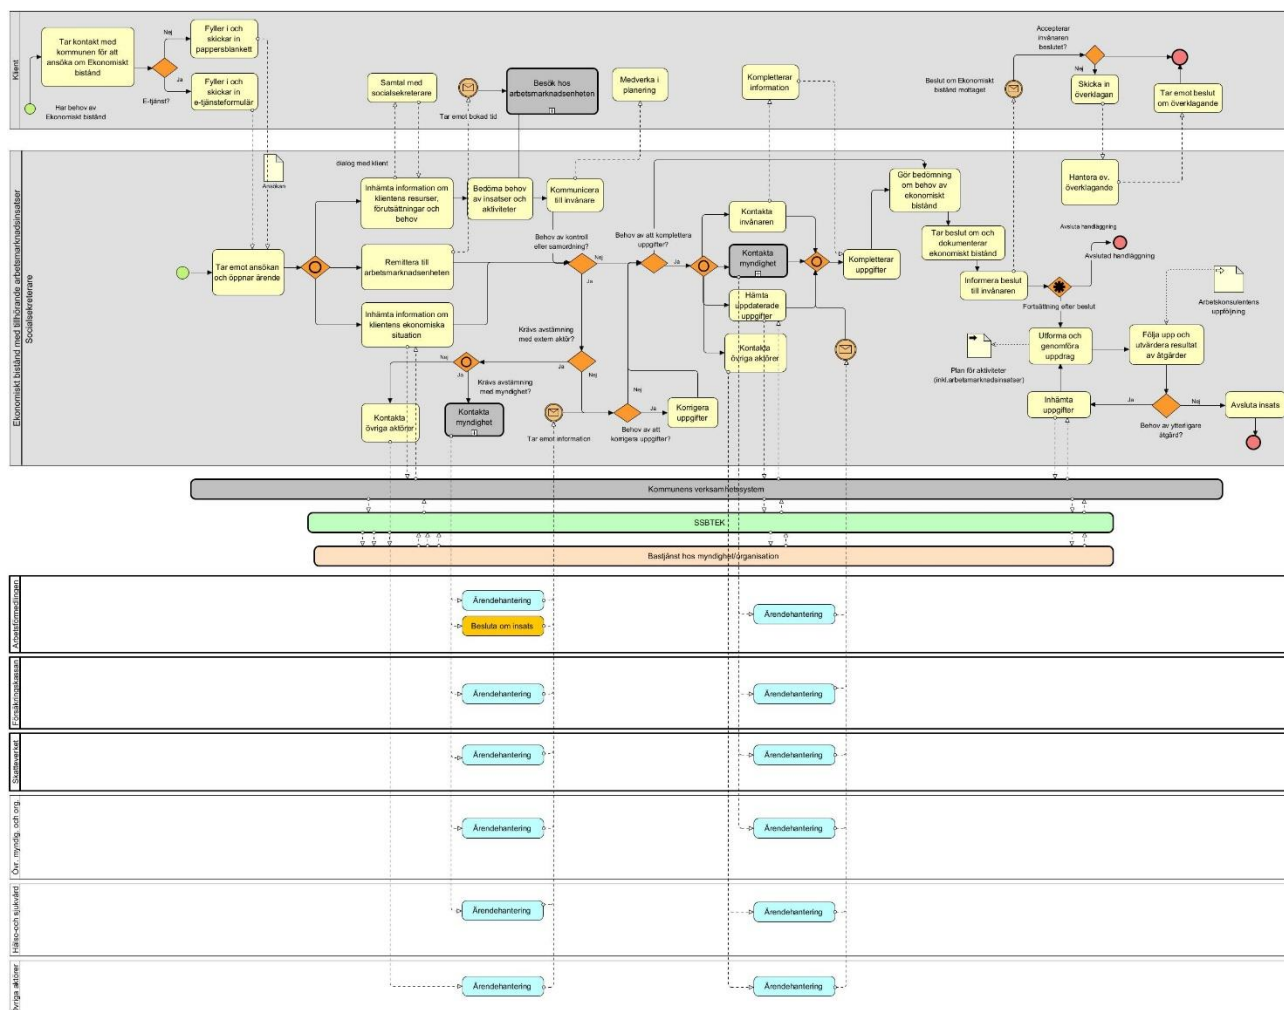 Klient
Tar kontakt med
kommunen för att
ansöka om Ekonomiskt
bistånd
Har behov av
Ekonomiskt bistånd
Nej
Ja
E-tjänst?
Fyller i och
skickar in
pappersblankett
Fyller i och
skickar in
e-tjänsteformulär
Samtal med
socialsekreterare
Tar emot bokad tid
Besök hos
arbetsmarknadsenheten
Medverka i
planering
Kompletterar
information
Beslut om Ekonomiskt
bistånd mottaget
Accepterar
invånaren
beslutet?
Ja
Nej
Skicka in
överklagan
Tar emot beslut
om överklagande
Ekonomiskt bistånd med tillhörande arbetsmarknadsinsatser
Socialsekreterare
Ansökan
Tar emot ansökan
och öppnar ärende
dialog med klient
Inhämta information om
klientens resurser,
förutsättningar och
behov
Bedöma behov
av insatser och
aktiviteter
Kommunicera
till invånare
Remittera till
arbetsmarknadsenheten
Inhämta information om
klientens ekonomiska
situation
Behov av kontroll
eller samordning?
Nej
Ja
Krävs avstämning
med extern aktör?
Ja
Nej
Nej
Ja
Krävs avstämning
med myndighet?
Kontakta
övriga aktörer
Kontakta
myndighet
Tar emot information
Nej
Ja
Behov av att
korrigera uppgifter?
Korrigera
uppgifter
Behov av att komplettera
uppgifter?
Nej
Ja
Kontakta
invånaren
Kontakta
myndighet
Hämta
uppdaterade
uppgifter
Kontakta
övriga aktörer
Kompletterar
uppgifter
Gör bedömning
om behov av
ekonomiskt
bistånd
Tar beslut om och
dokumenterar
ekonomiskt bistånd
Informera beslut
till invånaren
Hantera ev.
överklagande
Avsluta handläggning
Avslutad handläggning
Fortsättning efter beslut
Arbetskonsulentens
uppföljning
Plan för aktiviteter
(inkl.arbetsmarknadsinsatser)
Utforma och
genomföra
uppdrag
Följa upp och
utvärdera resultat
av åtgärder
Inhämta
uppgifter
Ja
Nej
Behov av ytterligare
åtgärd?
Avsluta insats
Kommunens verksamhetssystem
SSBTEK
Bastjänst hos myndighet/organisation
Arbetsförmedlingen
Ärendehantering
Besluta om insats
Ärendehantering
Försäkringskassan
Ärendehantering
Ärendehantering
Skatteverket
Ärendehantering
Ärendehantering
Övr. myndig. och org.
Ärendehantering
Ärendehantering
Hälso-och sjukvård
Ärendehantering
Ärendehantering
aktörer
Ärendehantering
Ärendehantering